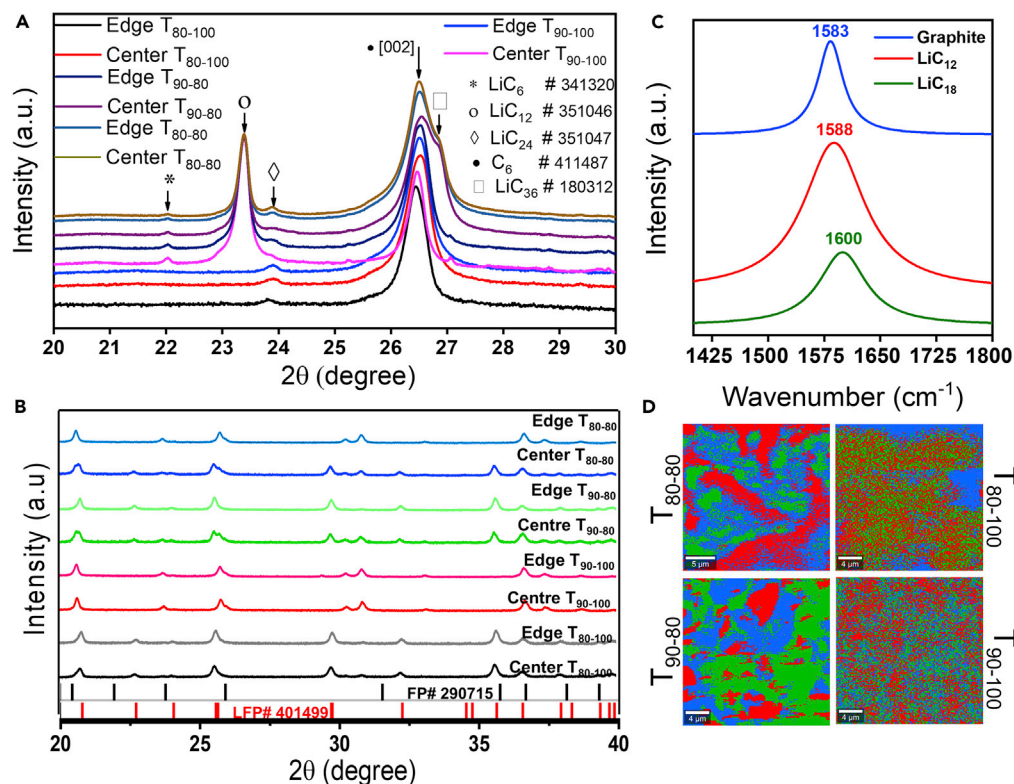 A
Edge T80-100
Center T80-100
Edge T90-80
Center T90-80
Edge T80-80
Center T80-80
Edge T90-100
Center T90-100
• [002]
* LiC6 # 341320
o LiC12 # 351046
◊ LiC24 # 351047
• C6 # 411487
□ LiC36 # 180312
*
o
◊
□
Intensity (a.u.)
20 21 22 23 24 25 26 27 28 29 30
2θ (degree)
B
Edge T80-80
Center T80-80
Edge T90-80
Centre T90-80
Edge T90-100
Centre T90-100
Edge T80-100
Center T80-100
FP# 290715
LFP# 401499
Intensity (a.u)
20 25 30 35 40
2θ (degree)
C
1583
1588
1600
Graphite
LiC12
LiC18
Intensity (a.u.)
1425 1500 1575 1650 1725 1800
Wavenumber (cm-1)
D
T80-80
5 μm
T80-100
4 μm
T90-80
4 μm
T90-100
4 μm